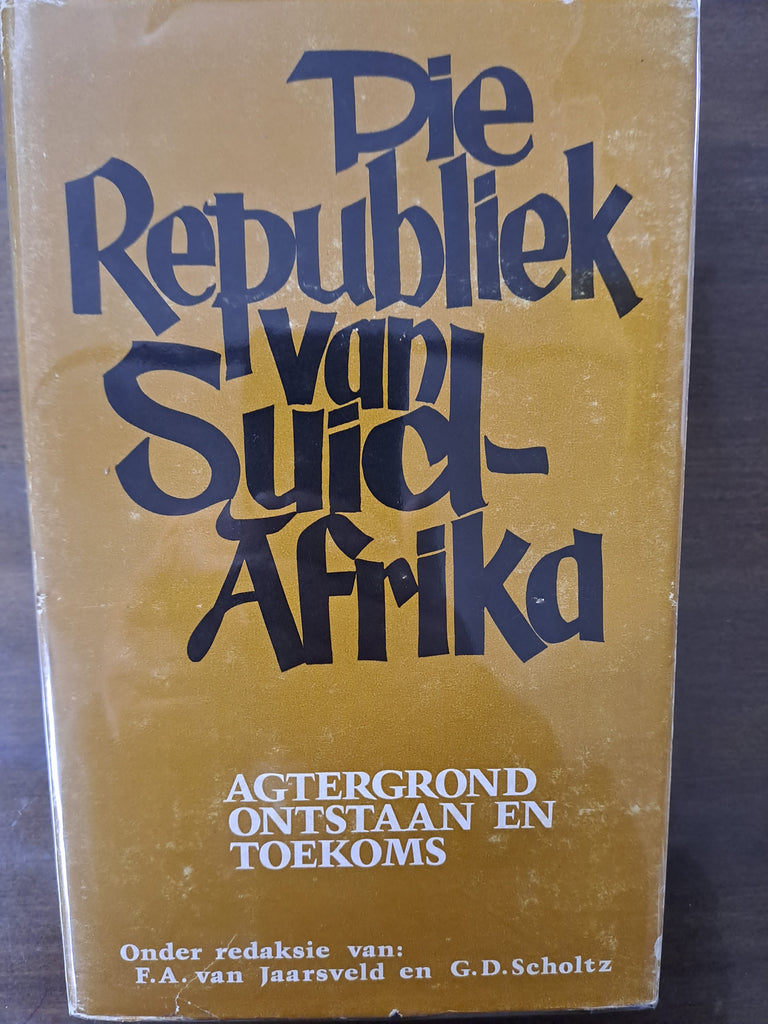 Die
Republiek
van
Suid-
Afrika
AGTERGROND
ONTSTAAN EN
TOEKOMS
Onder redaksie van:
F.A. van Jaarsveld en G.D.Scholtz